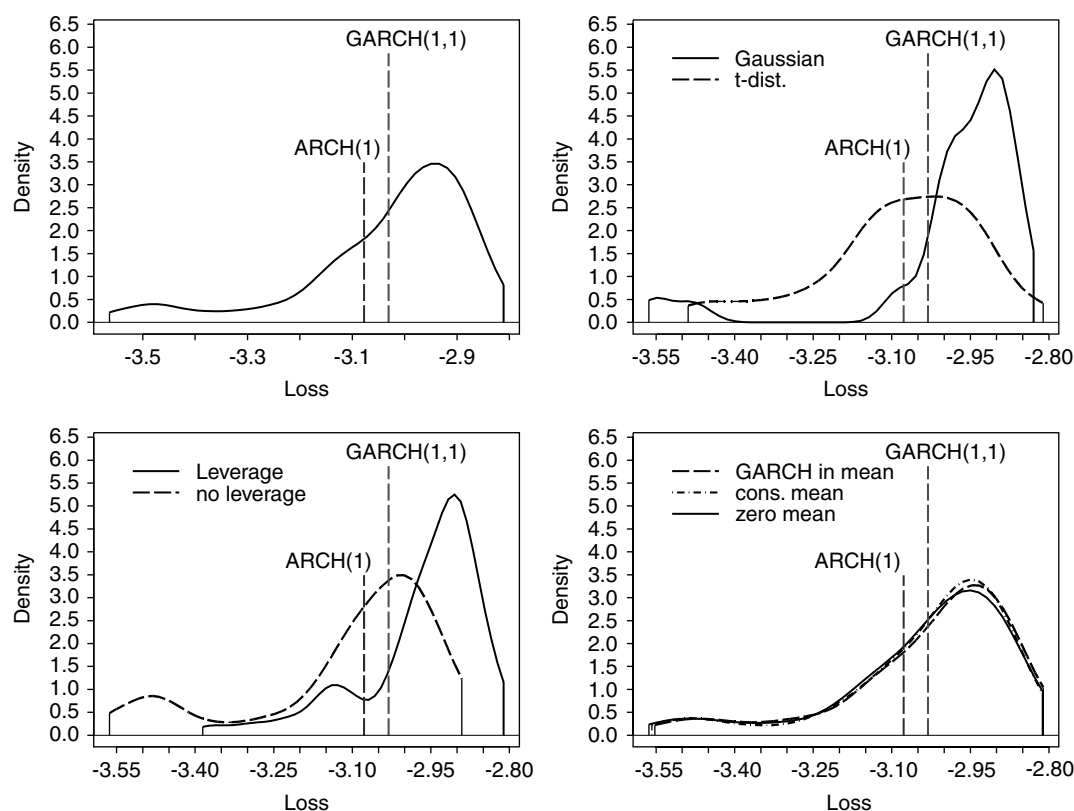 6.5
6.0
5.5
5.0
4.5
4.0
3.5
3.0
2.5
2.0
1.5
1.0
0.5
0.0
Density
GARCH(1,1)
ARCH(1)
-3.5 -3.3 -3.1 -2.9
Loss
6.5
6.0
5.5
5.0
4.5
4.0
3.5
3.0
2.5
2.0
1.5
1.0
0.5
0.0
Density
GARCH(1,1)
Gaussian
t-dist.
ARCH(1)
-3.55 -3.40 -3.25 -3.10 -2.95 -2.80
Loss
6.5
6.0
5.5
5.0
4.5
4.0
3.5
3.0
2.5
2.0
1.5
1.0
0.5
0.0
Density
GARCH(1,1)
Leverage
no leverage
ARCH(1)
-3.55 -3.40 -3.25 -3.10 -2.95 -2.80
Loss
6.5
6.0
5.5
5.0
4.5
4.0
3.5
3.0
2.5
2.0
1.5
1.0
0.5
0.0
Density
GARCH(1,1)
GARCH in mean
cons. mean
zero mean
ARCH(1)
-3.55 -3.40 -3.25 -3.10 -2.95 -2.80
Loss